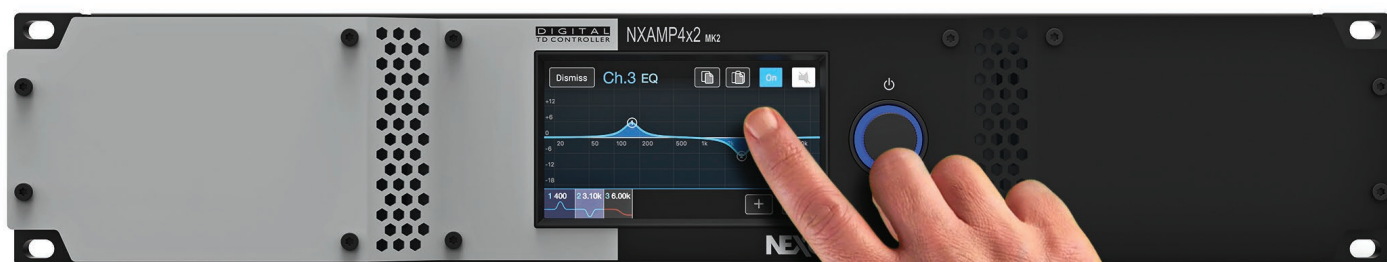 DIGITAL
TD CONTROLLER
NXAMP4x2 MK2
Dismiss Ch.3 EQ On
+12
+6
0
20 50 100 200 500 1k
-6
-12
-18
1 400 2 3.10k 3 6.00k
+